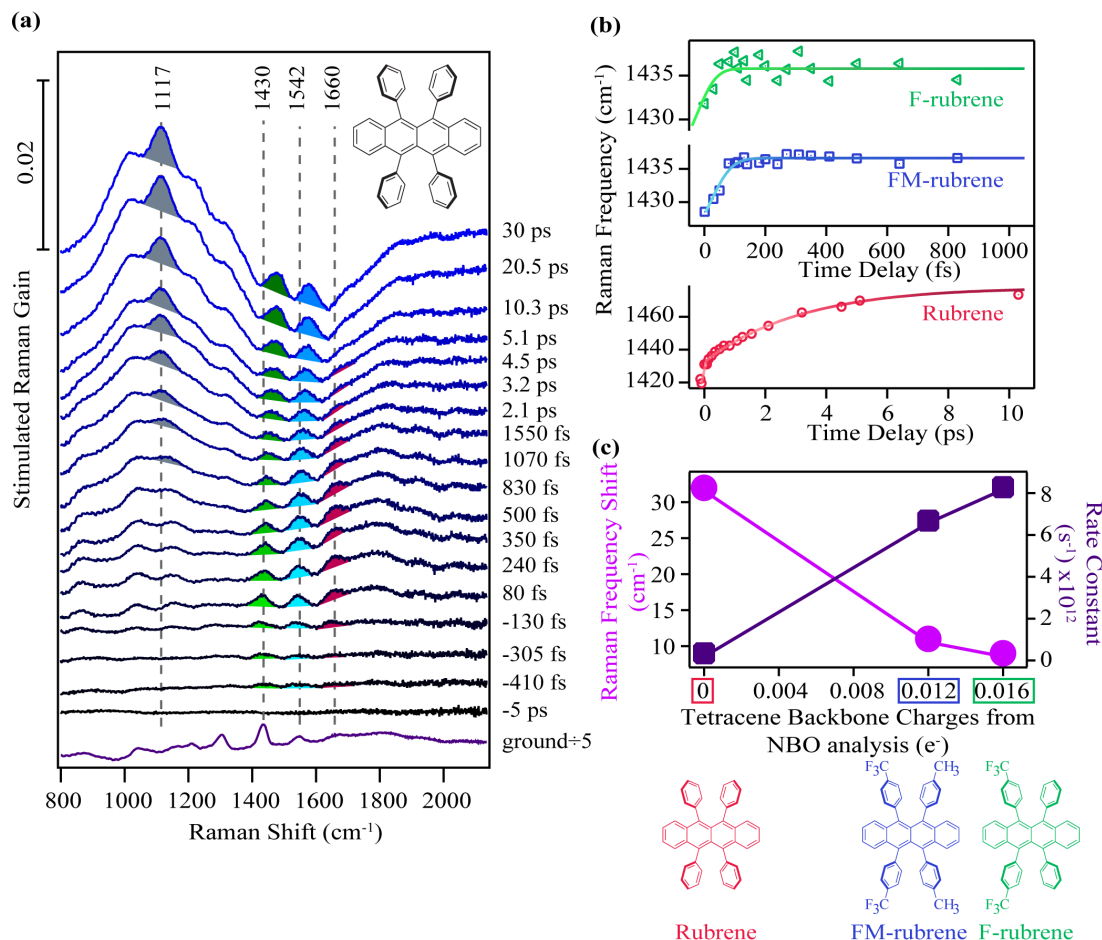 (a)
0.02
Stimulated Raman Gain
1117
1430
1542
1660
30 ps
20.5 ps
10.3 ps
5.1 ps
4.5 ps
3.2 ps
2.1 ps
1550 fs
1070 fs
830 fs
500 fs
350 fs
240 fs
80 fs
-130 fs
-305 fs
-410 fs
-5 ps
ground÷5
800 1000 1200 1400 1600 1800 2000
Raman Shift (cm⁻¹)
(b)
Raman Frequency (cm⁻¹)
1435
1430
F-rubrene
1435
1430
FM-rubrene
0 200 400 600 800 1000
Time Delay (fs)
1460
1440
1420
Rubrene
0 2 4 6 8 10
Time Delay (ps)
(c)
Raman Frequency Shift
(cm⁻¹)
30
25
20
15
10
8
6
4
2
0
Rate Constant
(s⁻¹) x10¹²
0 0.004 0.008 0.012 0.016
Tetracene Backbone Charges from
NBO analysis (e⁻)
F₃C CH₃ F₃C
F₃C CH₃ F₃C
Rubrene FM-rubrene F-rubrene